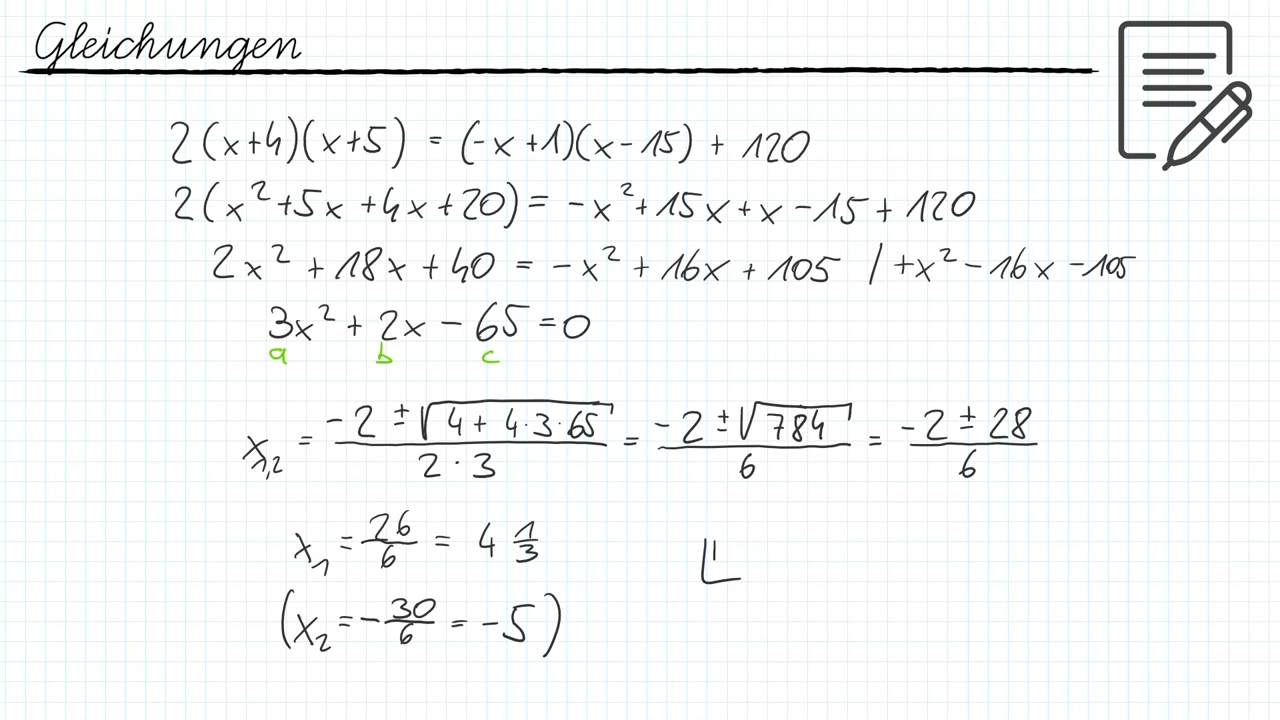 Gleichungen
2(x+4)(x+5) = (-x+1)(x-15) + 120
2(x²+5x+4x+20) = -x²+15x+x-15+120
2x² + 18x + 40 = -x² + 16x + 105 / +x² - 16x - 105
3x² + 2x - 65 = 0
a b c
x₁,₂ = (-2 ± √(4 + 4·3·65))/(2·3) = (-2 ± √784)/6 = (-2 ± 28)/6
x₁ = 26/6 = 4 1/3
(x₂ = -30/6 = -5)